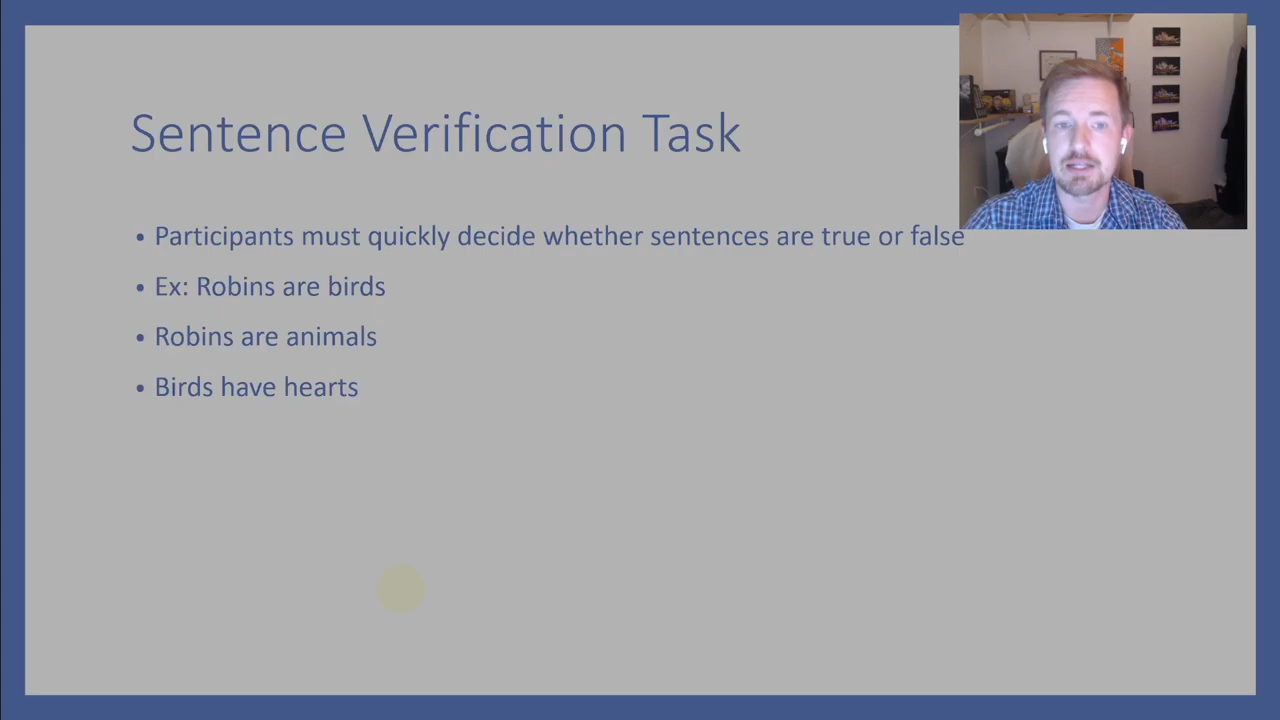 Sentence Verification Task
• Participants must quickly decide whether sentences are true or false
• Ex: Robins are birds
• Robins are animals
• Birds have hearts